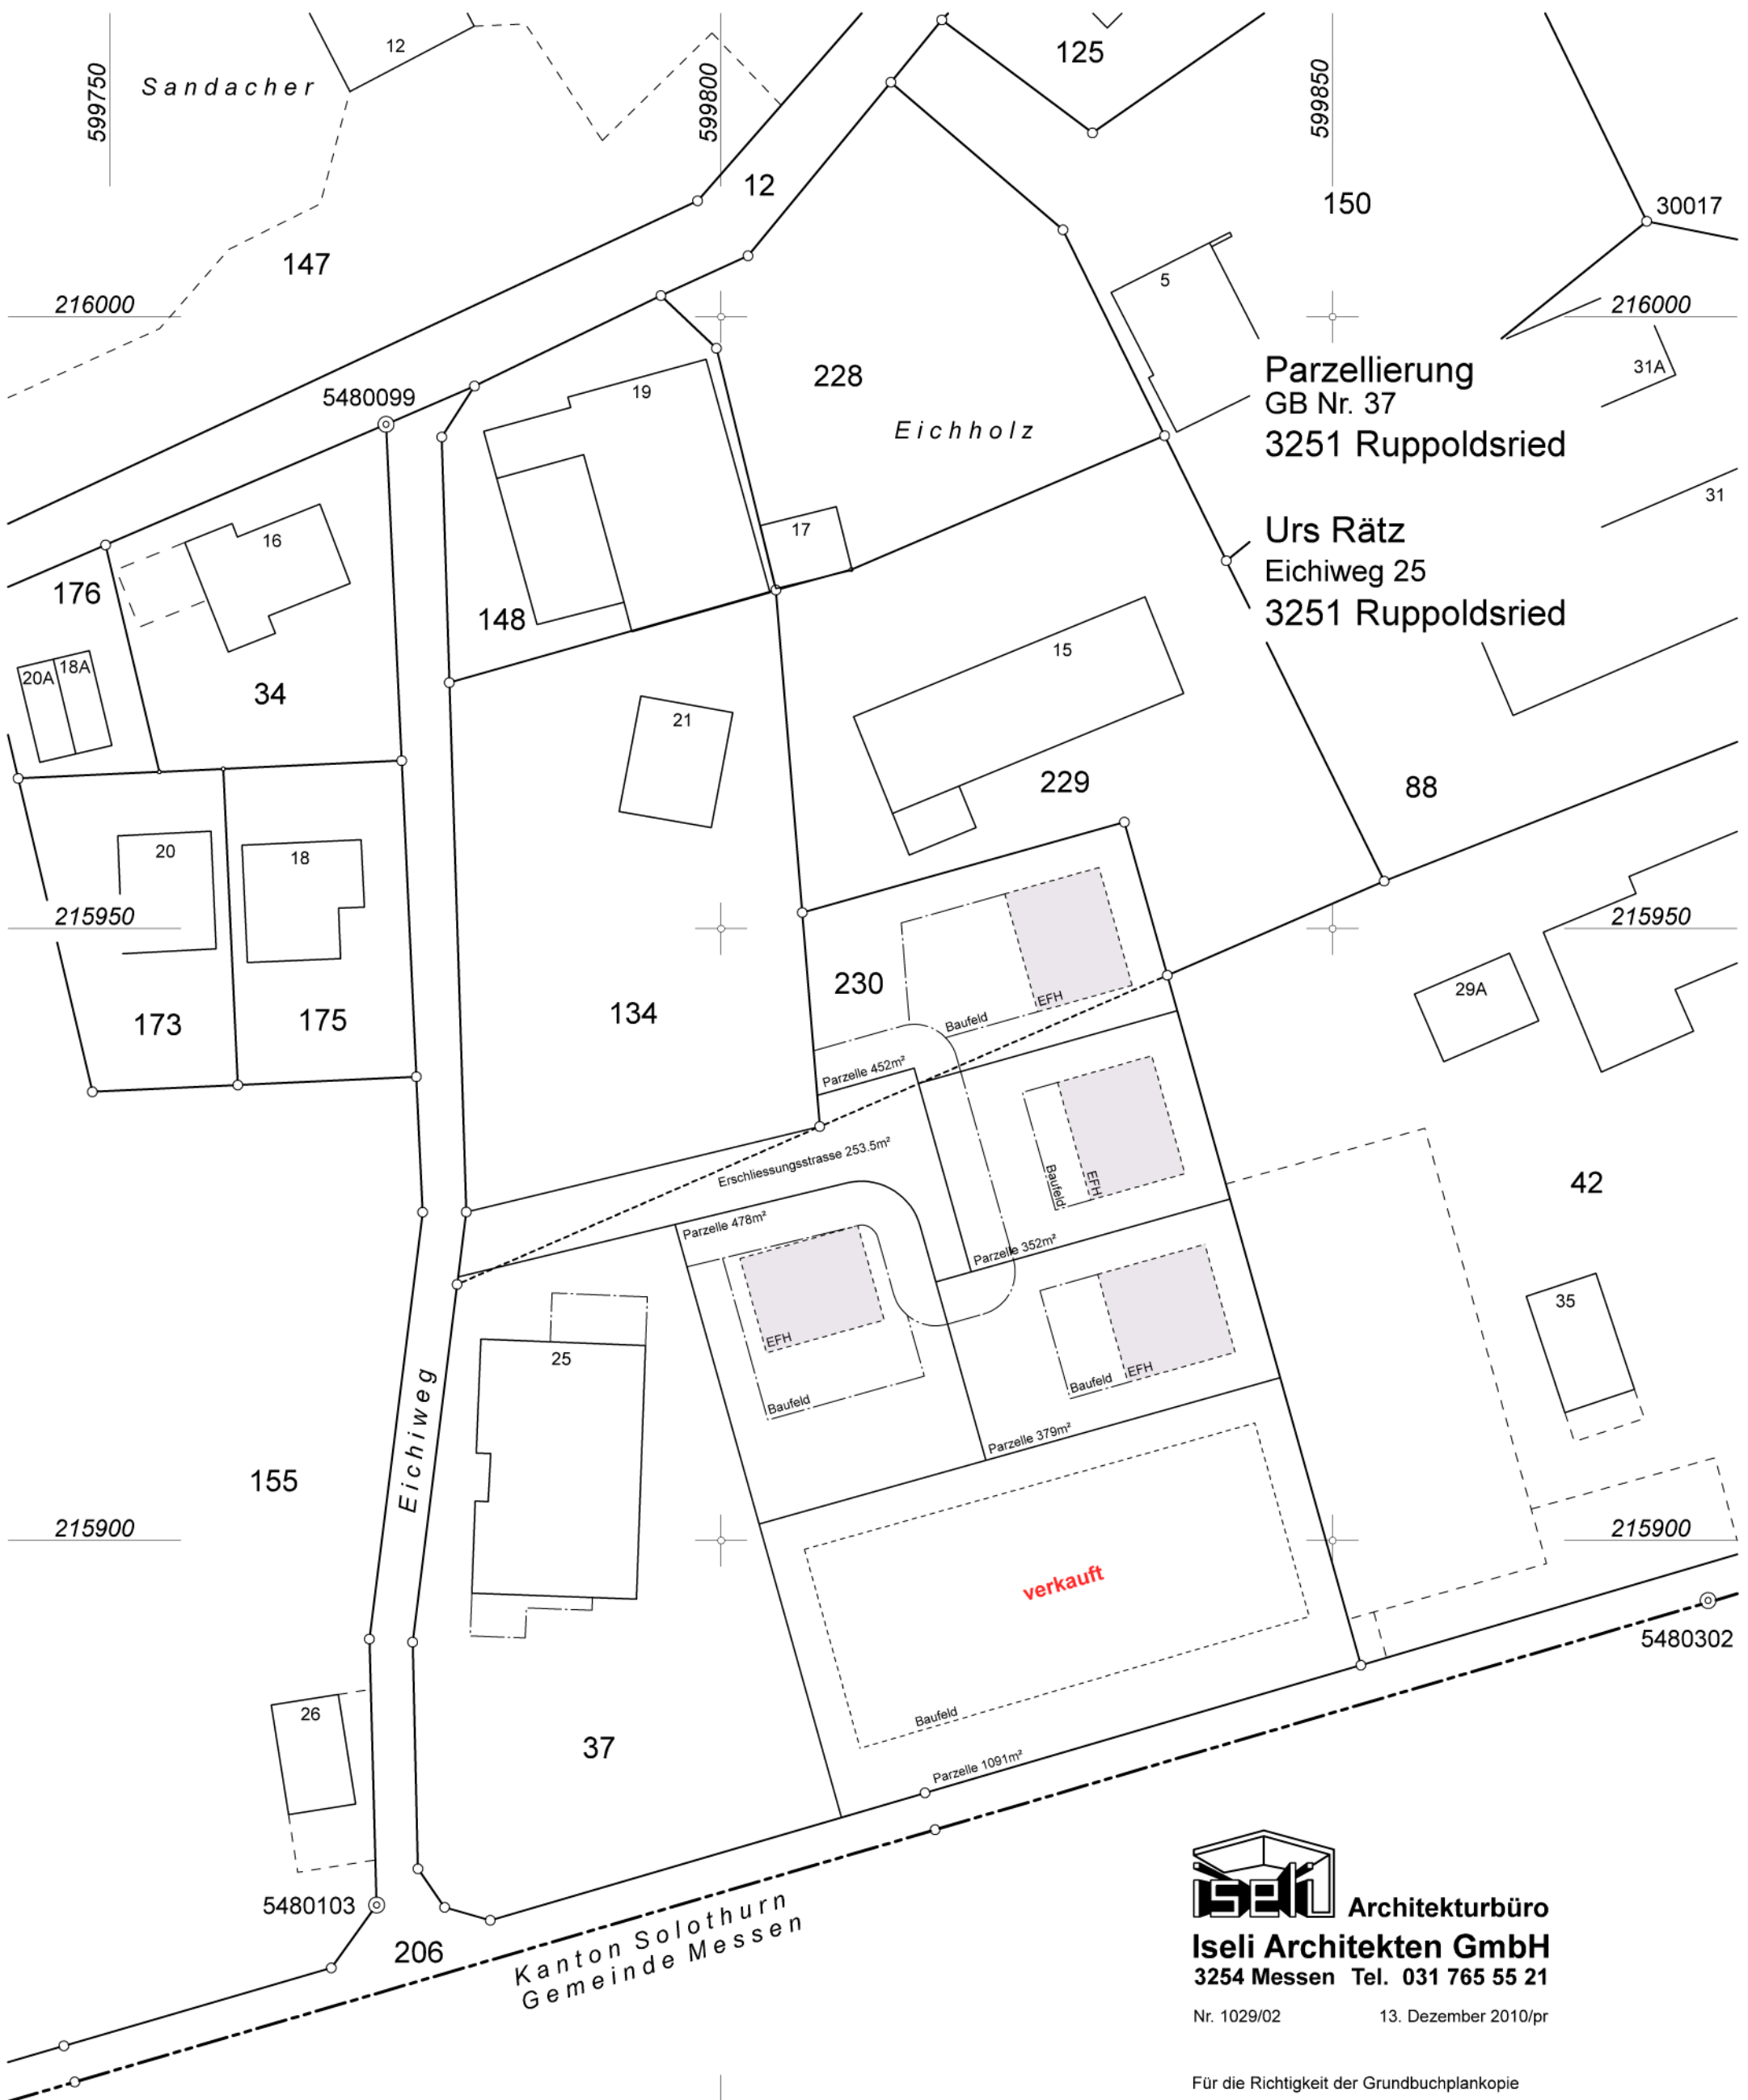 12
125
599750
Sandacher
599800
599850
12
150
30017
147
216000
216000
5
Parzellierung
GB Nr. 37
3251 Ruppoldsried
31A
228
5480099
19
Eichholz
31
Urs Rätz
Eichiweg 25
3251 Ruppoldsried
17
16
176
148
15
20A
18A
34
21
229
88
20
18
215950
215950
230
29A
EFH
Baufeld
173
175
134
Parzelle 452m²
Erschliessungsstrasse 253.5m²
Baufeld
EFH
42
Parzelle 478m²
Parzelle 352m²
35
EFH
25
Baufeld
EFH
Baufeld
Eichiweg
Parzelle 379m²
155
215900
215900
verkauft
5480302
26
Baufeld
37
Parzelle 1091m²
5480103
206
Kanton Solothurn
Gemeinde Messen
iseli Architekturbüro
Iseli Architekten GmbH
3254 Messen Tel. 031 765 55 21
Nr. 1029/02 13. Dezember 2010/pr
Für die Richtigkeit der Grundbuchplankopie